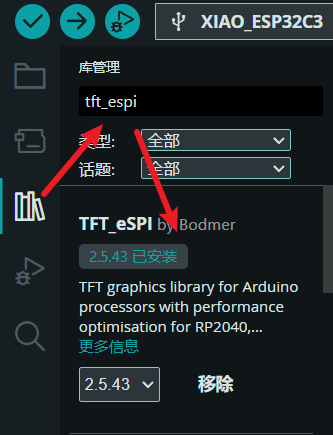 XIAO_ESP32C3
库管理
tft_espi
类型:
全部
话题:
全部
TFT_eSPI by Bodmer
2.5.43 已安装
TFT graphics library for Arduino
processors with performance
optimisation for RP2040,...
更多信息
2.5.43
移除